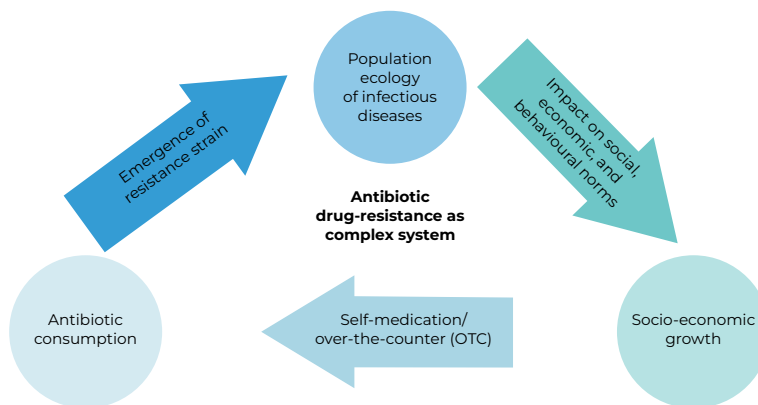 Population
ecology
of infectious
diseases
Emergence of
resistance strain
Impact on social,
economic, and
behavioural norms
Antibiotic
drug-resistance as
complex system
Antibiotic
consumption
Self-medication/
over-the-counter (OTC)
Socio-economic
growth